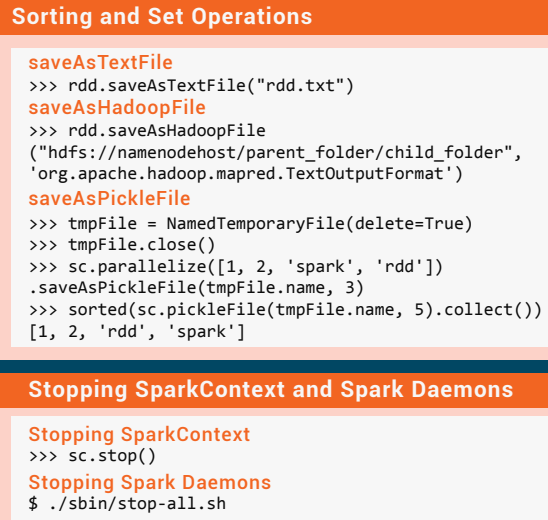 Sorting and Set Operations
saveAsTextFile
>>> rdd.saveAsTextFile("rdd.txt")
saveAsHadoopFile
>>> rdd.saveAsHadoopFile
("hdfs://namenodehost/parent_folder/child_folder",
'org.apache.hadoop.mapred.TextOutputFormat')
saveAsPickleFile
>>> tmpFile = NamedTemporaryFile(delete=True)
>>> tmpFile.close()
>>> sc.parallelize([1, 2, 'spark', 'rdd'])
.saveAsPickleFile(tmpFile.name, 3)
>>> sorted(sc.pickleFile(tmpFile.name, 5).collect())
[1, 2, 'rdd', 'spark']
Stopping SparkContext and Spark Daemons
Stopping SparkContext
>>> sc.stop()
Stopping Spark Daemons
$ ./sbin/stop-all.sh